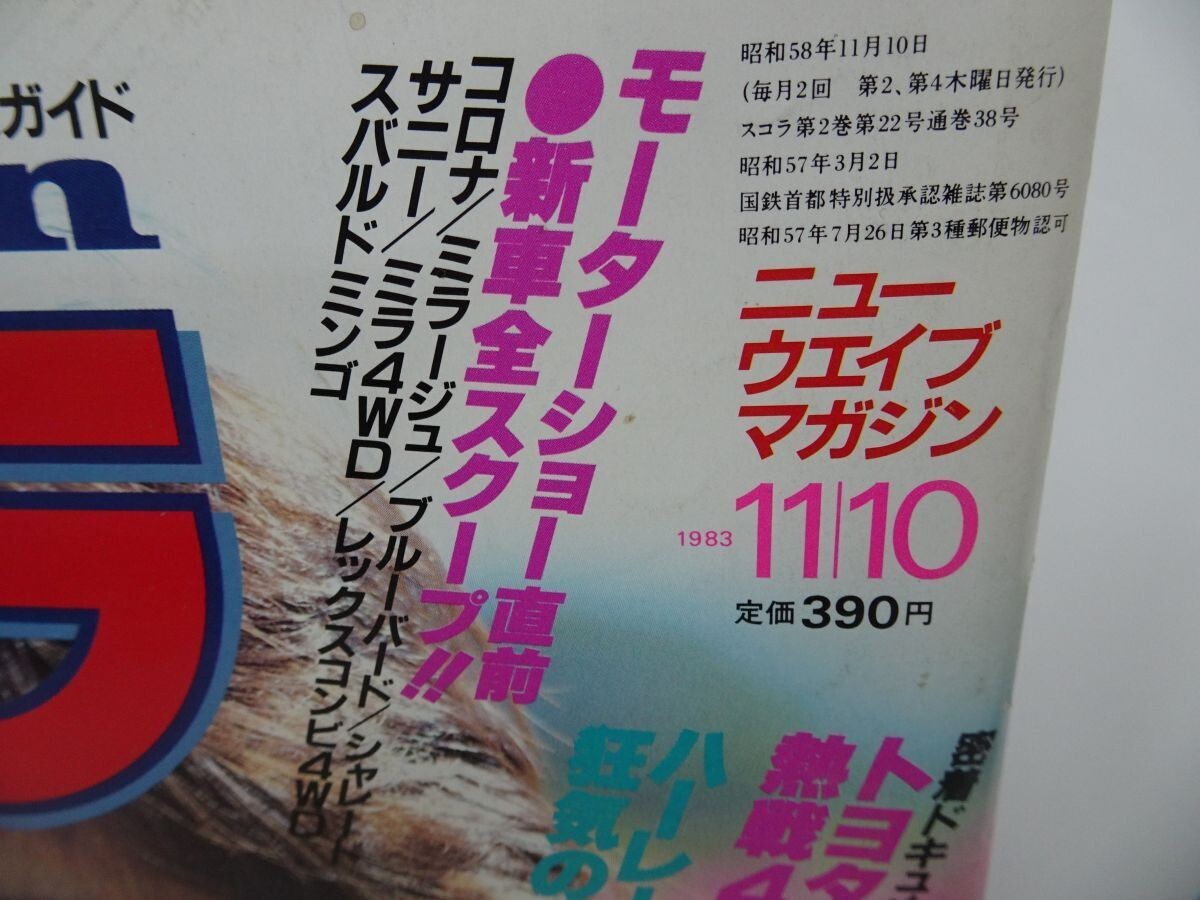 昭和58年11月10日
(毎月2回　第2、第4木曜日発行)
スコラ第2巻第22号通巻38号
昭和57年3月2日
国鉄首都特別扱承認雑誌第6080号
昭和57年7月26日第3種郵便物認可
ニュー
ウエイブ
マガジン
1983 11/10
定価390円
モーターショー直前
●新車全スクープ!!
コロナ/ミラージュ/ブルーバード/シャレード
サニー/ミラ4WD/レックスコンビ4WD
スバルドミンゴ
ガイド
n
ラ
密着ドキュ
トヨタ
熱戦4
ハーレー
狂気の